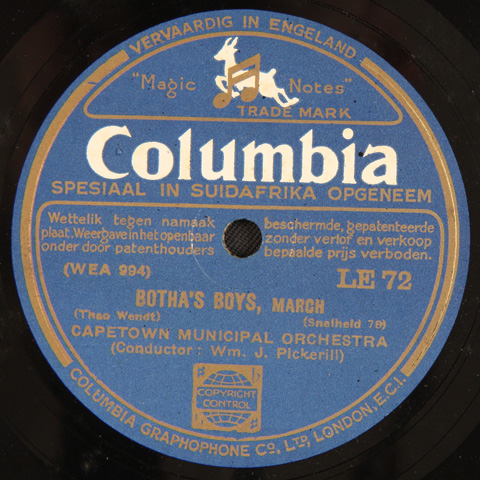 VERVAARDIG IN ENGELAND
"Magic Notes"
TRADE MARK
Columbia
SPESIAAL IN SUIDAFRIKA OPGENEEM
Wettelik tegen namaak beschermde, gepatenteerde
plaat. Weergave in het openbaar zonder verlof en verkoop
onder door patenthouders bepaalde prijs verboden.
(WEA 994) LE 72
BOTHA'S BOYS, MARCH
(Theo Wendt) (Snelheid 78)
CAPETOWN MUNICIPAL ORCHESTRA
(Conductor: Wm. J. Pickerill)
COPYRIGHT
CONTROL
COLUMBIA GRAPHOPHONE CO., LTD, LONDON, E.C.1.